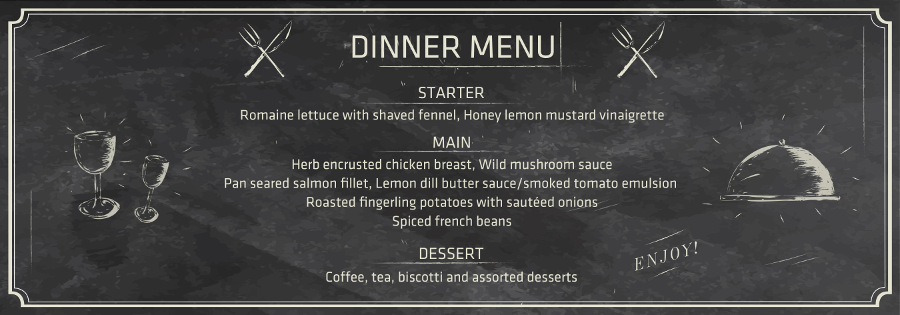 DINNER MENU
STARTER
Romaine lettuce with shaved fennel, Honey lemon mustard vinaigrette
MAIN
Herb encrusted chicken breast, Wild mushroom sauce
Pan seared salmon fillet, Lemon dill butter sauce/smoked tomato emulsion
Roasted fingerling potatoes with sautéed onions
Spiced french beans
DESSERT
Coffee, tea, biscotti and assorted desserts
ENJOY!